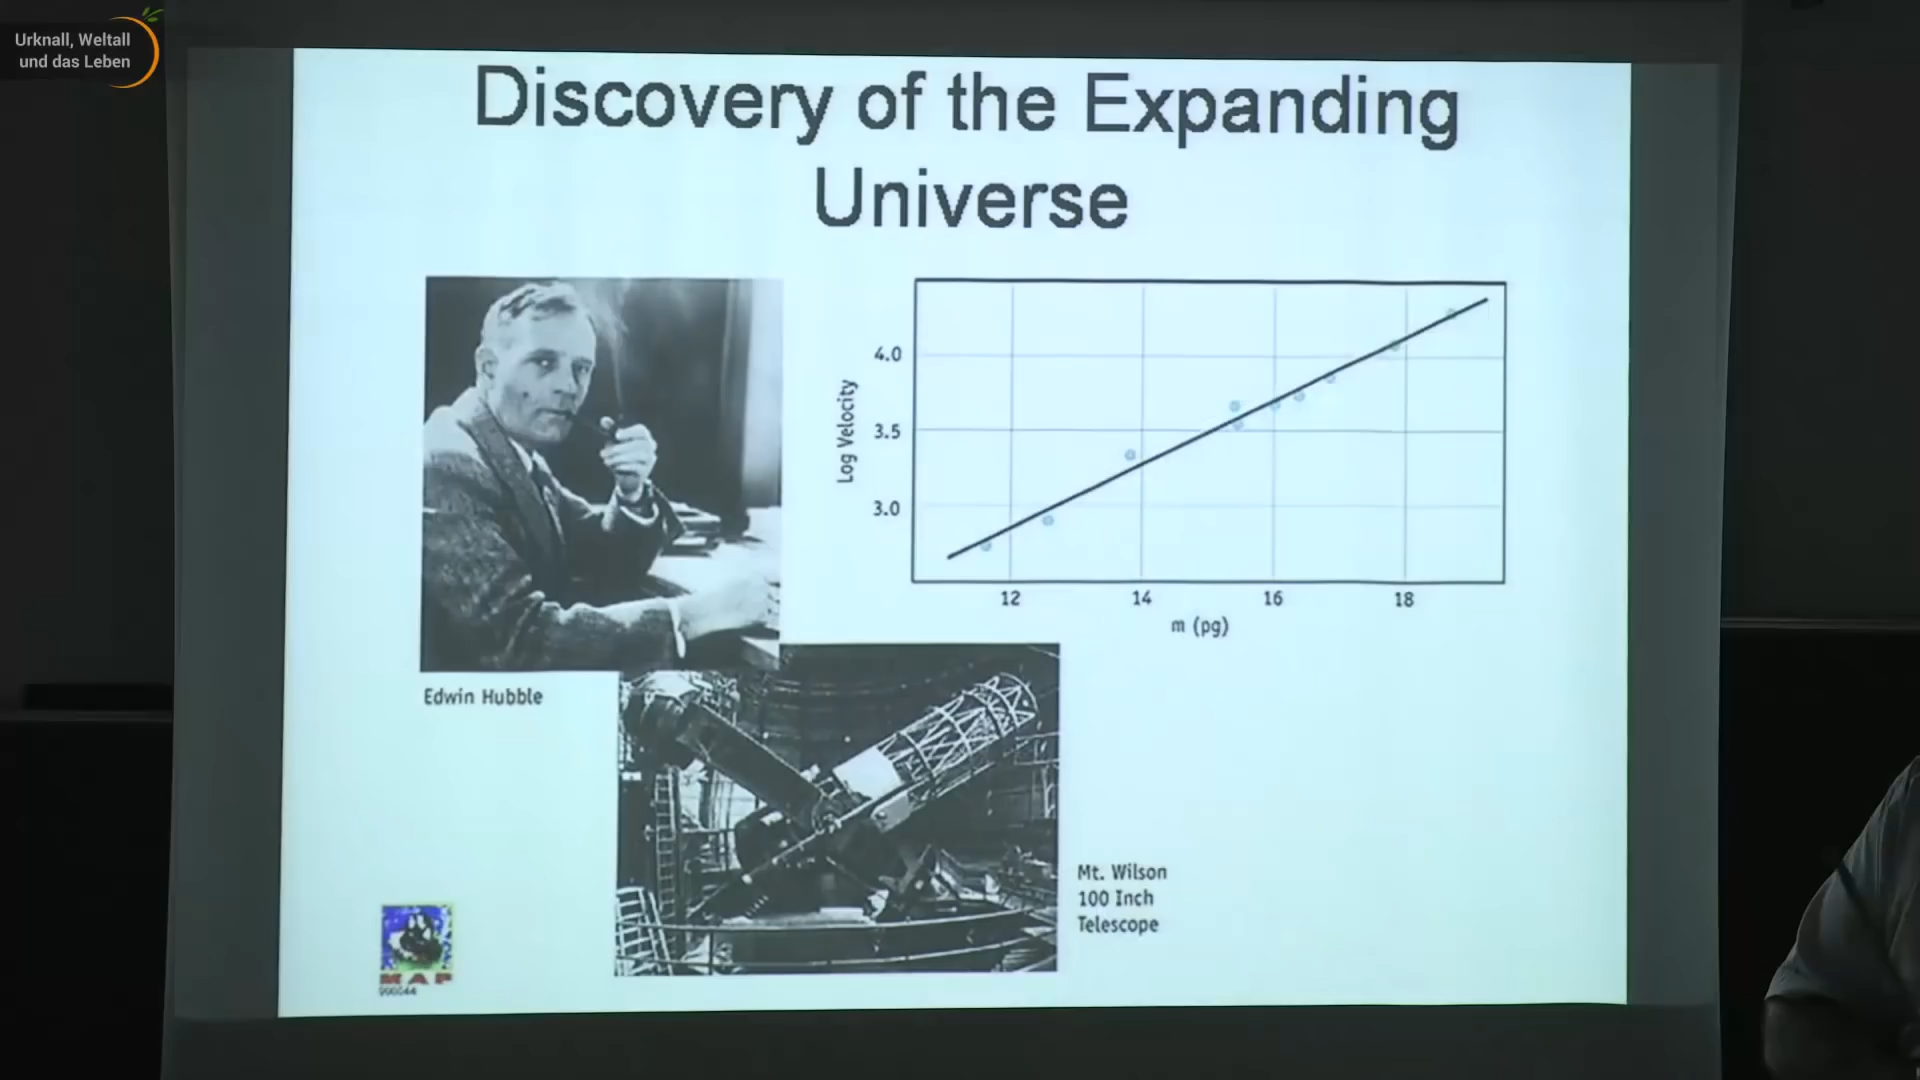 Urknall, Weltall
und das Leben
Discovery of the Expanding
Universe
Log Velocity
4.0
3.5
3.0
12 14 16 18
m (pg)
Edwin Hubble
Mt. Wilson
100 Inch
Telescope
MAP
990044